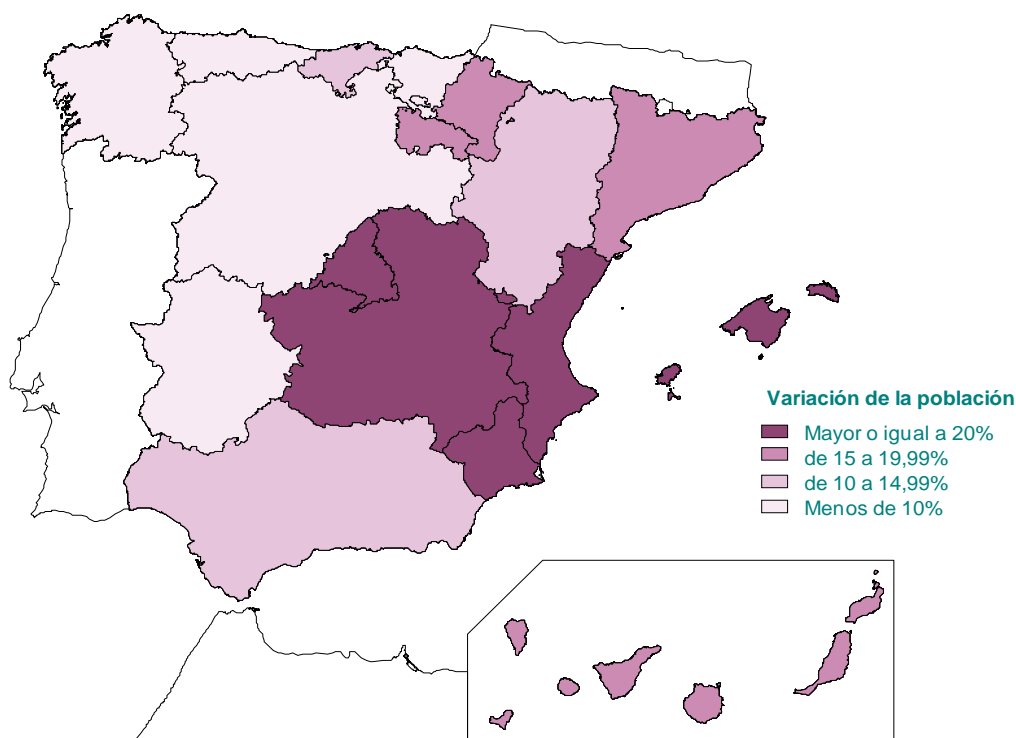 Variación de la población
Mayor o igual a 20%
de 15 a 19,99%
de 10 a 14,99%
Menos de 10%